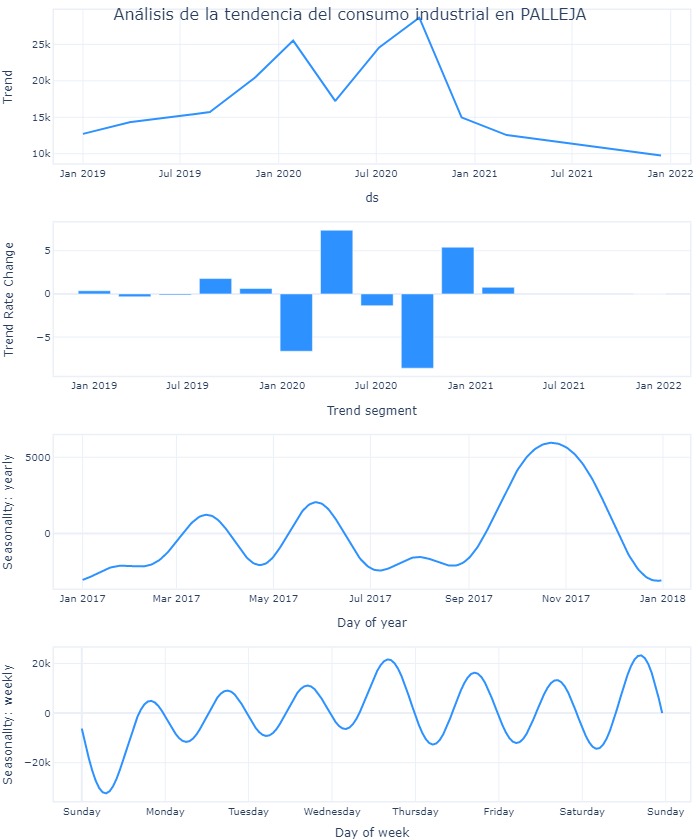 Análisis de la tendencia del consumo industrial en PALLEJA
Trend
25k
20k
15k
10k
Jan 2019 Jul 2019 Jan 2020 Jul 2020 Jan 2021 Jul 2021 Jan 2022
ds
Trend Rate Change
5
0
−5
Jan 2019 Jul 2019 Jan 2020 Jul 2020 Jan 2021 Jul 2021 Jan 2022
Trend segment
Seasonality: yearly
5000
0
Jan 2017 Mar 2017 May 2017 Jul 2017 Sep 2017 Nov 2017 Jan 2018
Day of year
Seasonality: weekly
20k
0
−20k
Sunday Monday Tuesday Wednesday Thursday Friday Saturday Sunday
Day of week